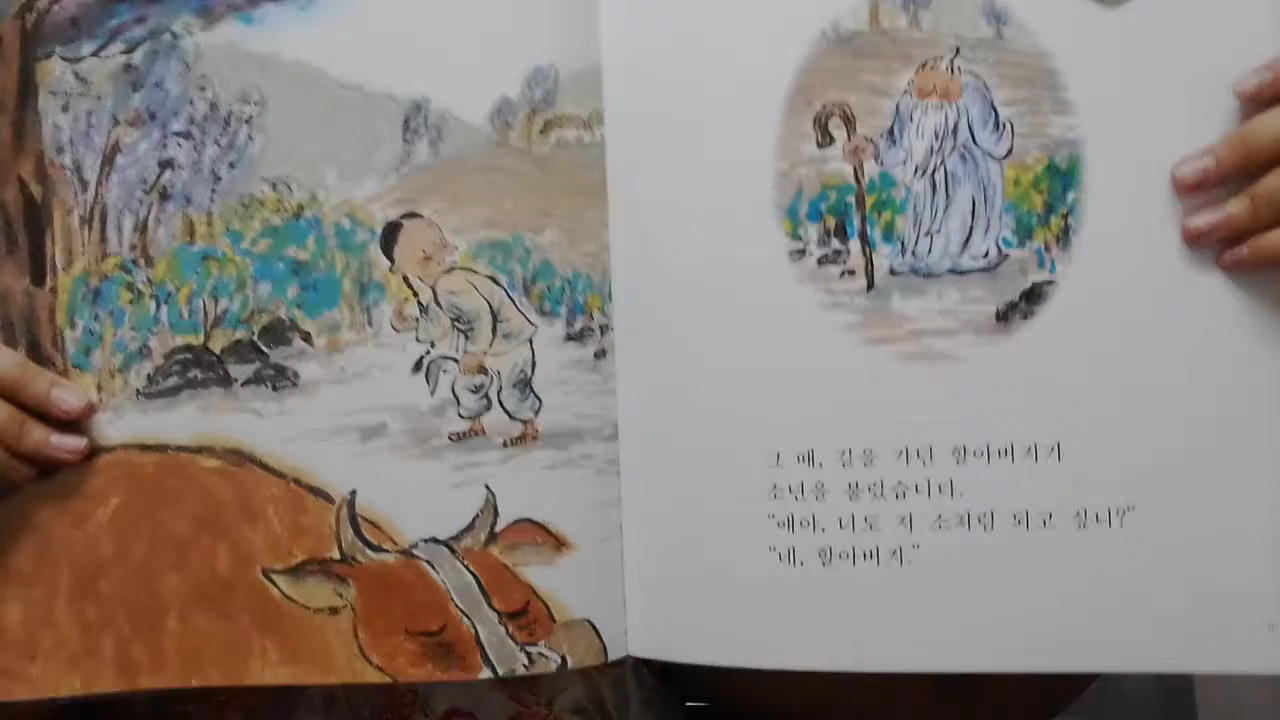 그 때, 길을 가던 할아버지가
소년을 불렀습니다.
"얘야, 너도 저 소처럼 되고 싶니?"
"네, 할아버지."